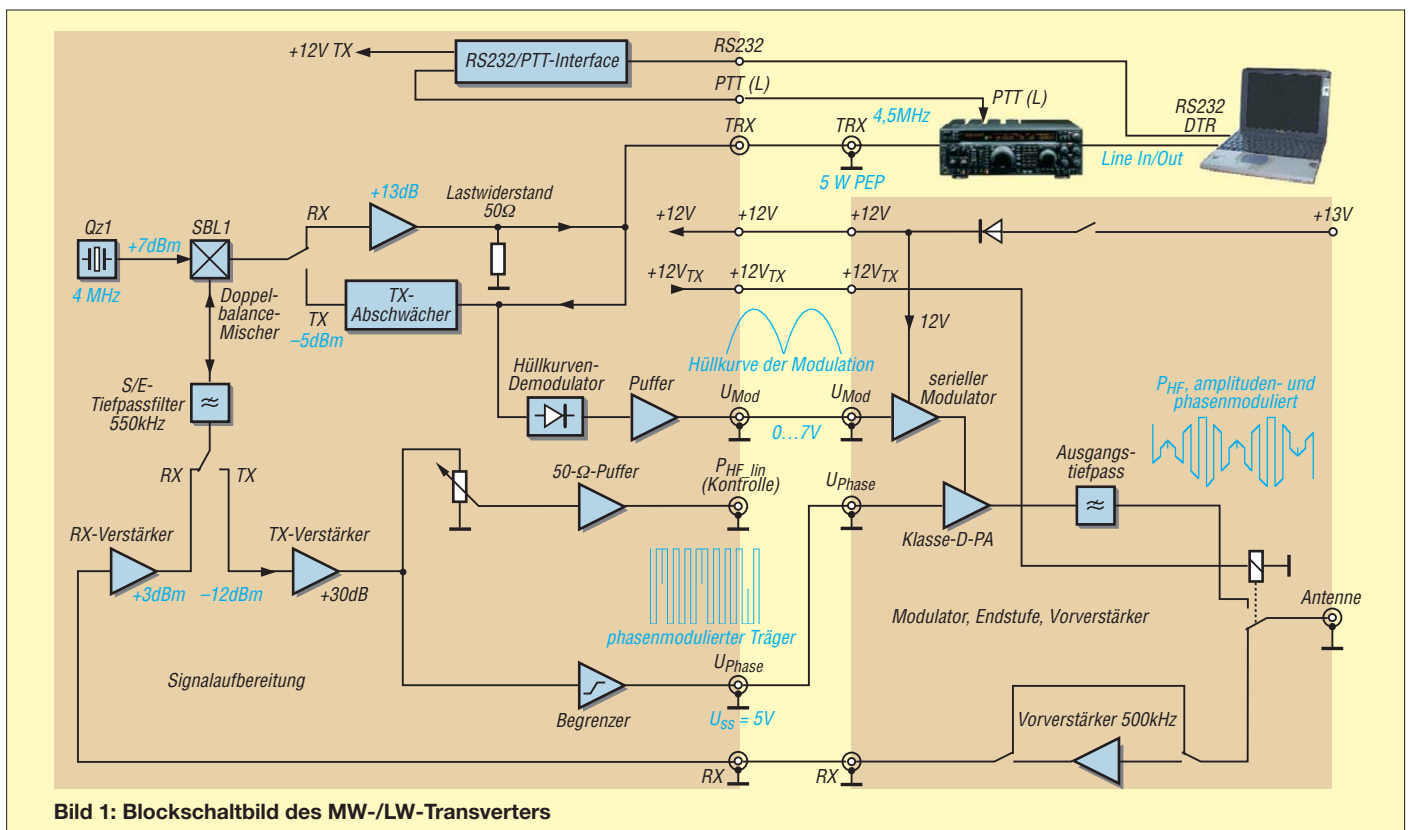 +12V TX
RS232/PTT-Interface
RS232
PTT (L)
TRX
TRX
4,5MHz
PTT (L)
RS232
DTR
Line In/Out
5 W PEP
Qz1
+7dBm
4 MHz
SBL1
Doppel-
balance-
Mischer
RX
+13dB
Lastwiderstand
50Ω
TX
–5dBm
TX-
Abschwächer
+12V
+12V
+12V
+13V
+12VTX
+12VTX
+12VTX
12V
Hüllkurve der Modulation
Hüllkurven-
Demodulator
Puffer
UMod
0…7V
UMod
serieller
Modulator
PHF, amplituden- und
phasenmoduliert
S/E-
Tiefpassfilter
550kHz
RX
TX
RX-Verstärker
+3dBm
–12dBm
TX-Verstärker
+30dB
50-Ω-Puffer
PHF lin
(Kontrolle)
UPhase
Klasse-D-PA
Ausgangs-
tiefpass
phasenmodulierter Träger
Begrenzer
UPhase
Uss = 5V
Signalaufbereitung
Modulator, Endstufe, Vorverstärker
Antenne
Vorverstärker 500kHz
RX
RX
Bild 1: Blockschaltbild des MW-/LW-Transverters